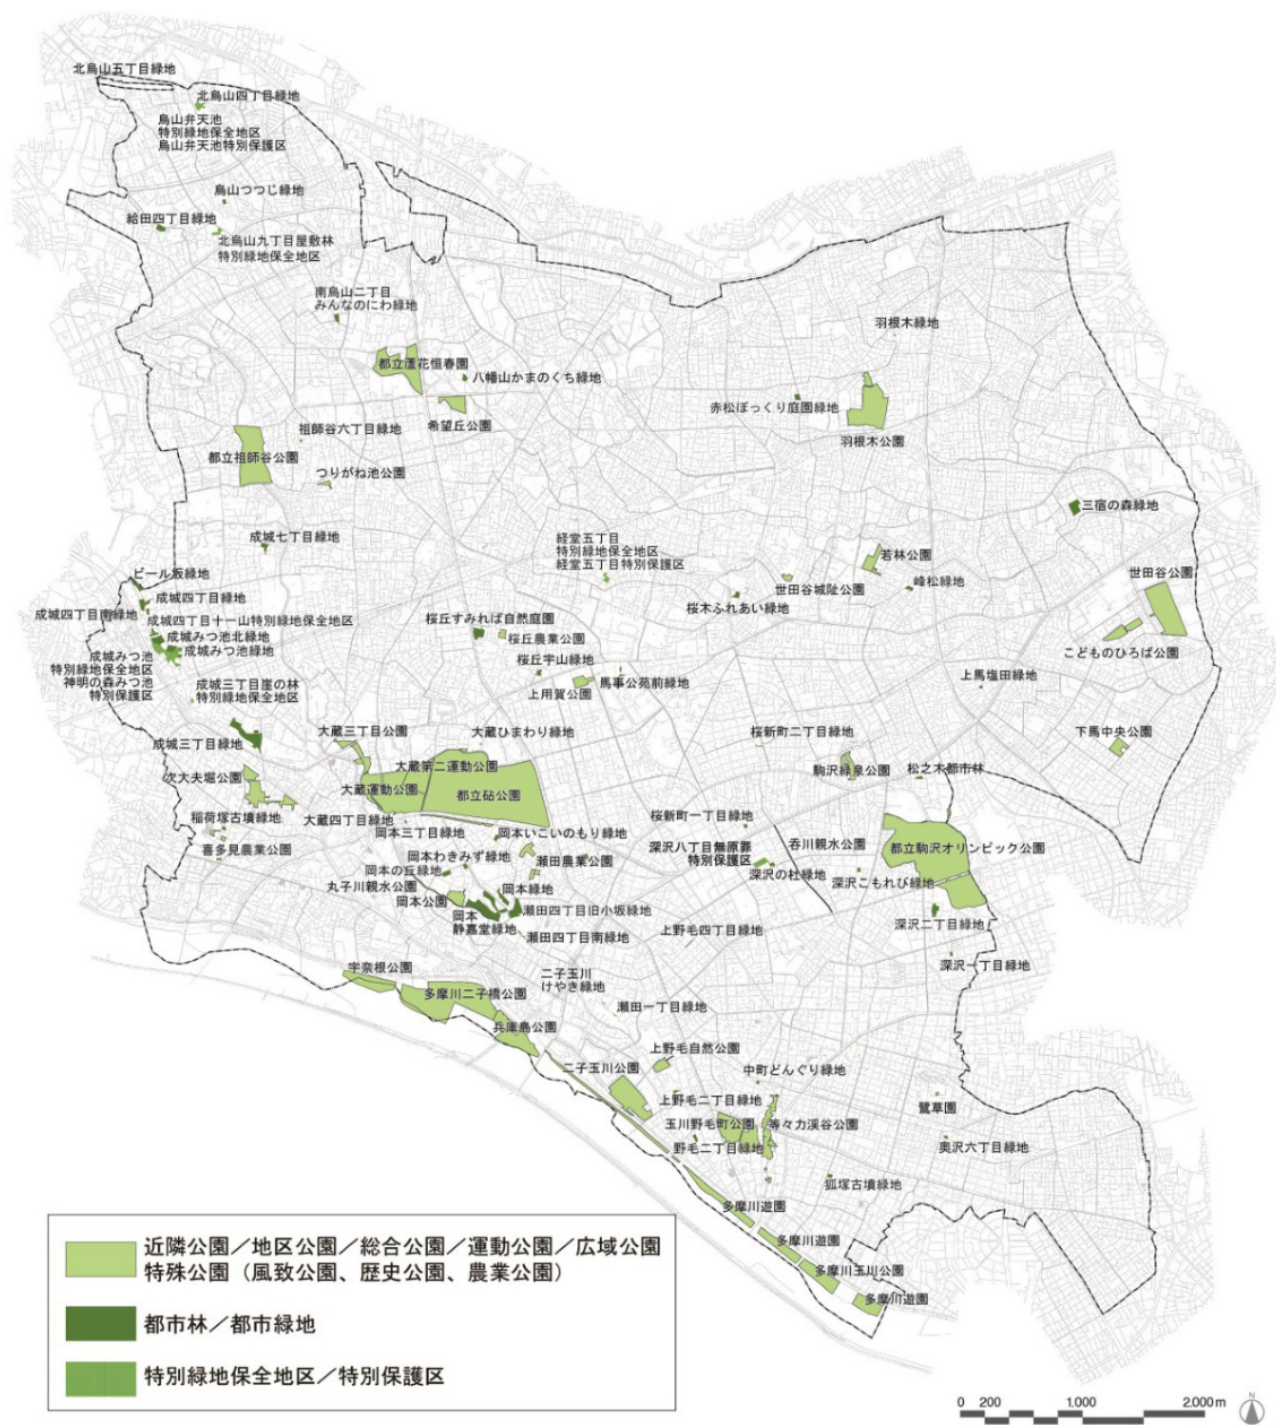 北烏山五丁目緑地
北烏山四丁目緑地
烏山弁天池
特別緑地保全地区
烏山弁天池特別保護区
烏山つつじ緑地
給田四丁目緑地
北烏山九丁目屋敷林
特別緑地保全地区
南烏山二丁目
みんなのにわ緑地
羽根木緑地
都立蘆花恒春園
八幡山かまのくち緑地
赤松ぼっくり庭園緑地
希望丘公園
祖師谷六丁目緑地
羽根木公園
都立祖師谷公園
つりがね池公園
三宿の森緑地
成城七丁目緑地
経堂五丁目
特別緑地保全地区
経堂五丁目特別保護区
若林公園
世田谷公園
ビール坂緑地
世田谷城阯公園
峰松緑地
成城四丁目緑地
桜木ふれあい緑地
成城四丁目南緑地
成城四丁目十一山特別緑地保全地区
桜丘すみれば自然庭園
成城みつ池北緑地
桜丘農業公園
成城みつ池緑地
こどものひろば公園
成城みつ池
特別緑地保全地区
神明の森みつ池
特別保護区
桜丘宇山緑地
成城三丁目崖の林
特別緑地保全地区
馬事公苑前緑地
上用賀公園
上馬塩田緑地
大蔵三丁目公園
大蔵ひまわり緑地
桜新町二丁目緑地
下馬中央公園
成城三丁目緑地
大蔵第二運動公園
駒沢緑泉公園
松之木都市林
次大夫堀公園
大蔵運動公園
都立砧公園
稲荷塚古墳緑地
大蔵四丁目緑地
桜新町一丁目緑地
岡本三丁目緑地
岡本いこいのもり緑地
喜多見農業公園
深沢八丁目無原罪
特別保護区
呑川親水公園
都立駒沢オリンピック公園
岡本わきみず緑地
瀬田農業公園
岡本の丘緑地
深沢の杜緑地
深沢こもれび緑地
丸子川親水公園
岡本緑地
岡本公園
岡本
静嘉堂緑地
瀬田四丁目旧小坂緑地
深沢二丁目緑地
瀬田四丁目南緑地
上野毛四丁目緑地
深沢一丁目緑地
宇奈根公園
二子玉川
けやき緑地
多摩川二子橋公園
瀬田一丁目緑地
兵庫島公園
上野毛自然公園
二子玉川公園
中町どんぐり緑地
上野毛二丁目緑地
鷺草園
玉川野毛町公園
等々力渓谷公園
野毛二丁目緑地
奥沢六丁目緑地
狐塚古墳緑地
多摩川遊園
多摩川遊園
多摩川玉川公園
多摩川遊園
近隣公園／地区公園／総合公園／運動公園／広域公園
特殊公園（風致公園、歴史公園、農業公園）
都市林／都市緑地
特別緑地保全地区／特別保護区
0 200 1,000 2,000m
N